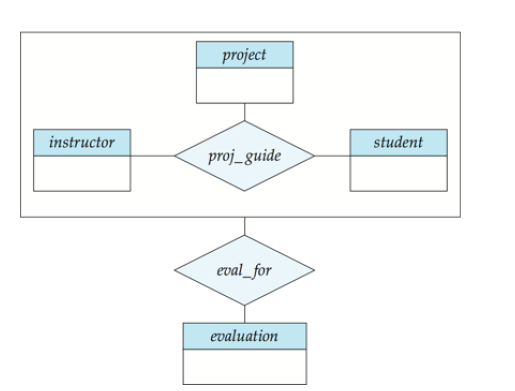 project
instructor
proj_guide
student
eval_for
evaluation